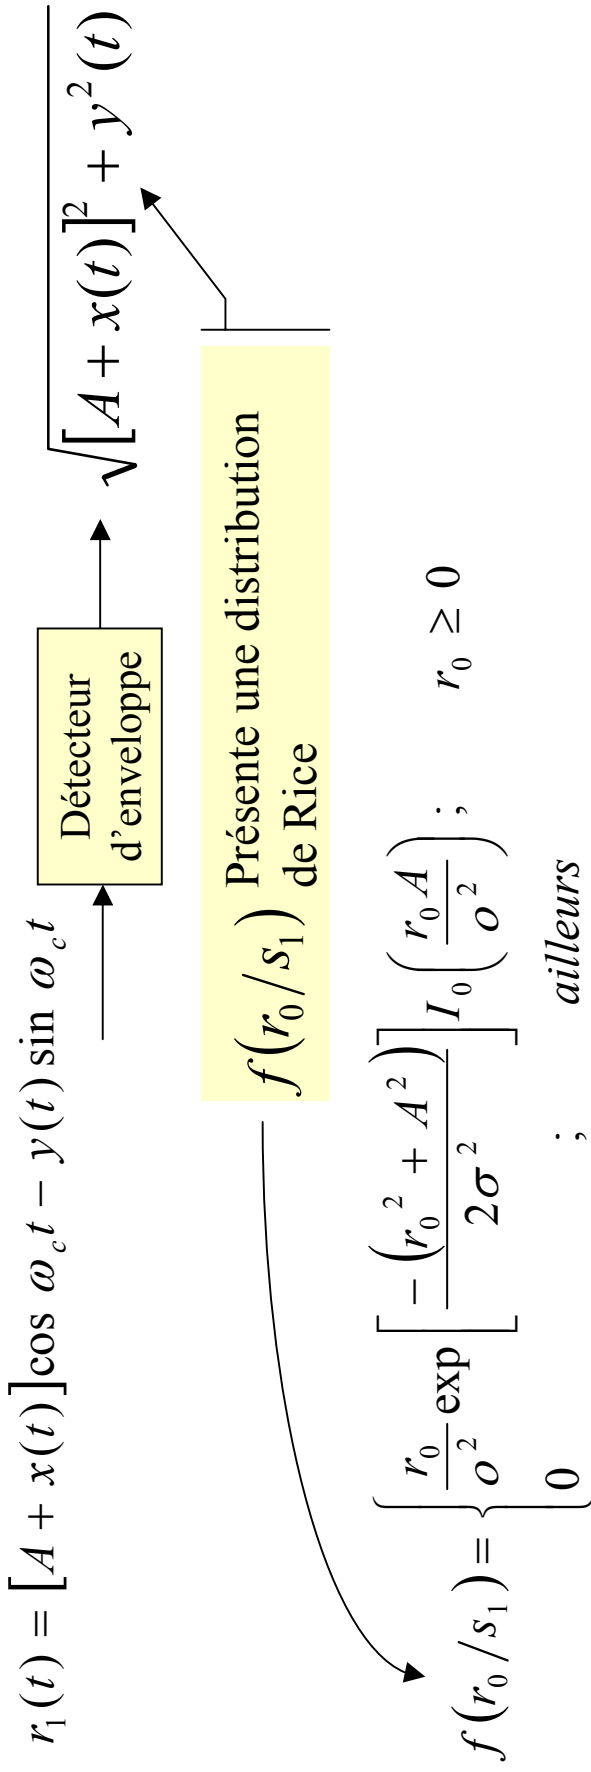 r₁(t) = [A + x(t)]cos ω_c t − y(t) sin ω_c t
Détecteur
d'enveloppe
√([A + x(t)]² + y²(t))
f(r₀/s₁) Présente une distribution
de Rice
f(r₀/s₁) = { r₀/σ² exp[−(r₀² + A²)/2σ²] I₀(r₀A/σ²) ; r₀ ≥ 0
0 ; ailleurs